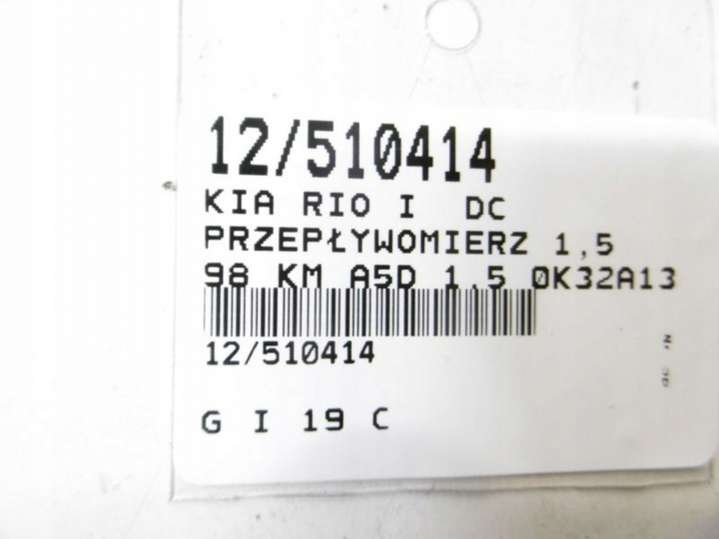 12/510414
KIA RIO I DC
PRZEPŁYWOMIERZ 1,5
98 KM A5D 1.5 0K32A13
12/510414
G I 19 C